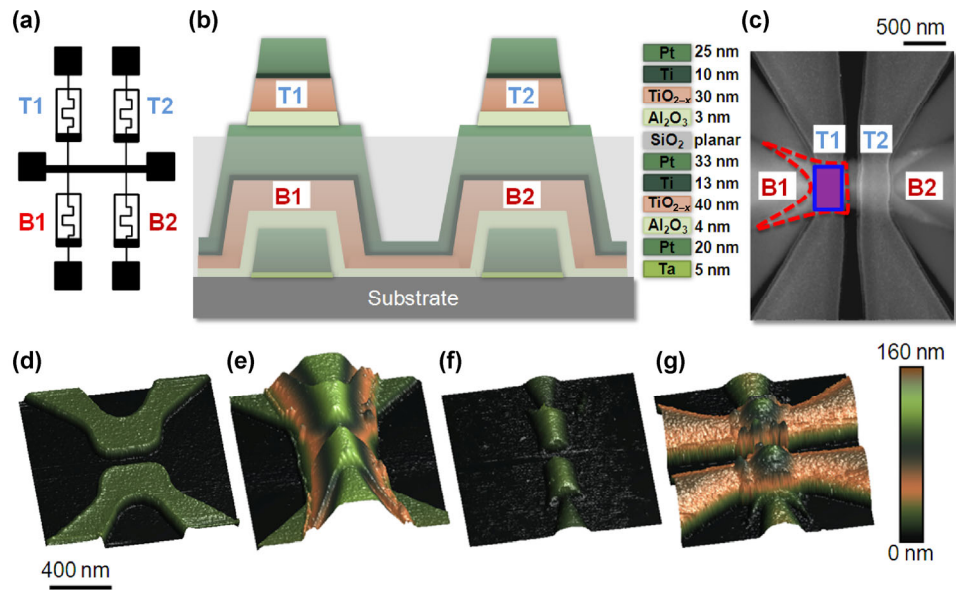 (a)
T1
T2
B1
B2
(b)
T1
T2
B1
B2
Substrate
Pt 25 nm
Ti 10 nm
TiO₂₋ₓ 30 nm
Al₂O₃ 3 nm
SiO₂ planar
Pt 33 nm
Ti 13 nm
TiO₂₋ₓ 40 nm
Al₂O₃ 4 nm
Pt 20 nm
Ta 5 nm
(c)
500 nm
T1
T2
B1
B2
(d)
(e)
(f)
(g)
160 nm
0 nm
400 nm